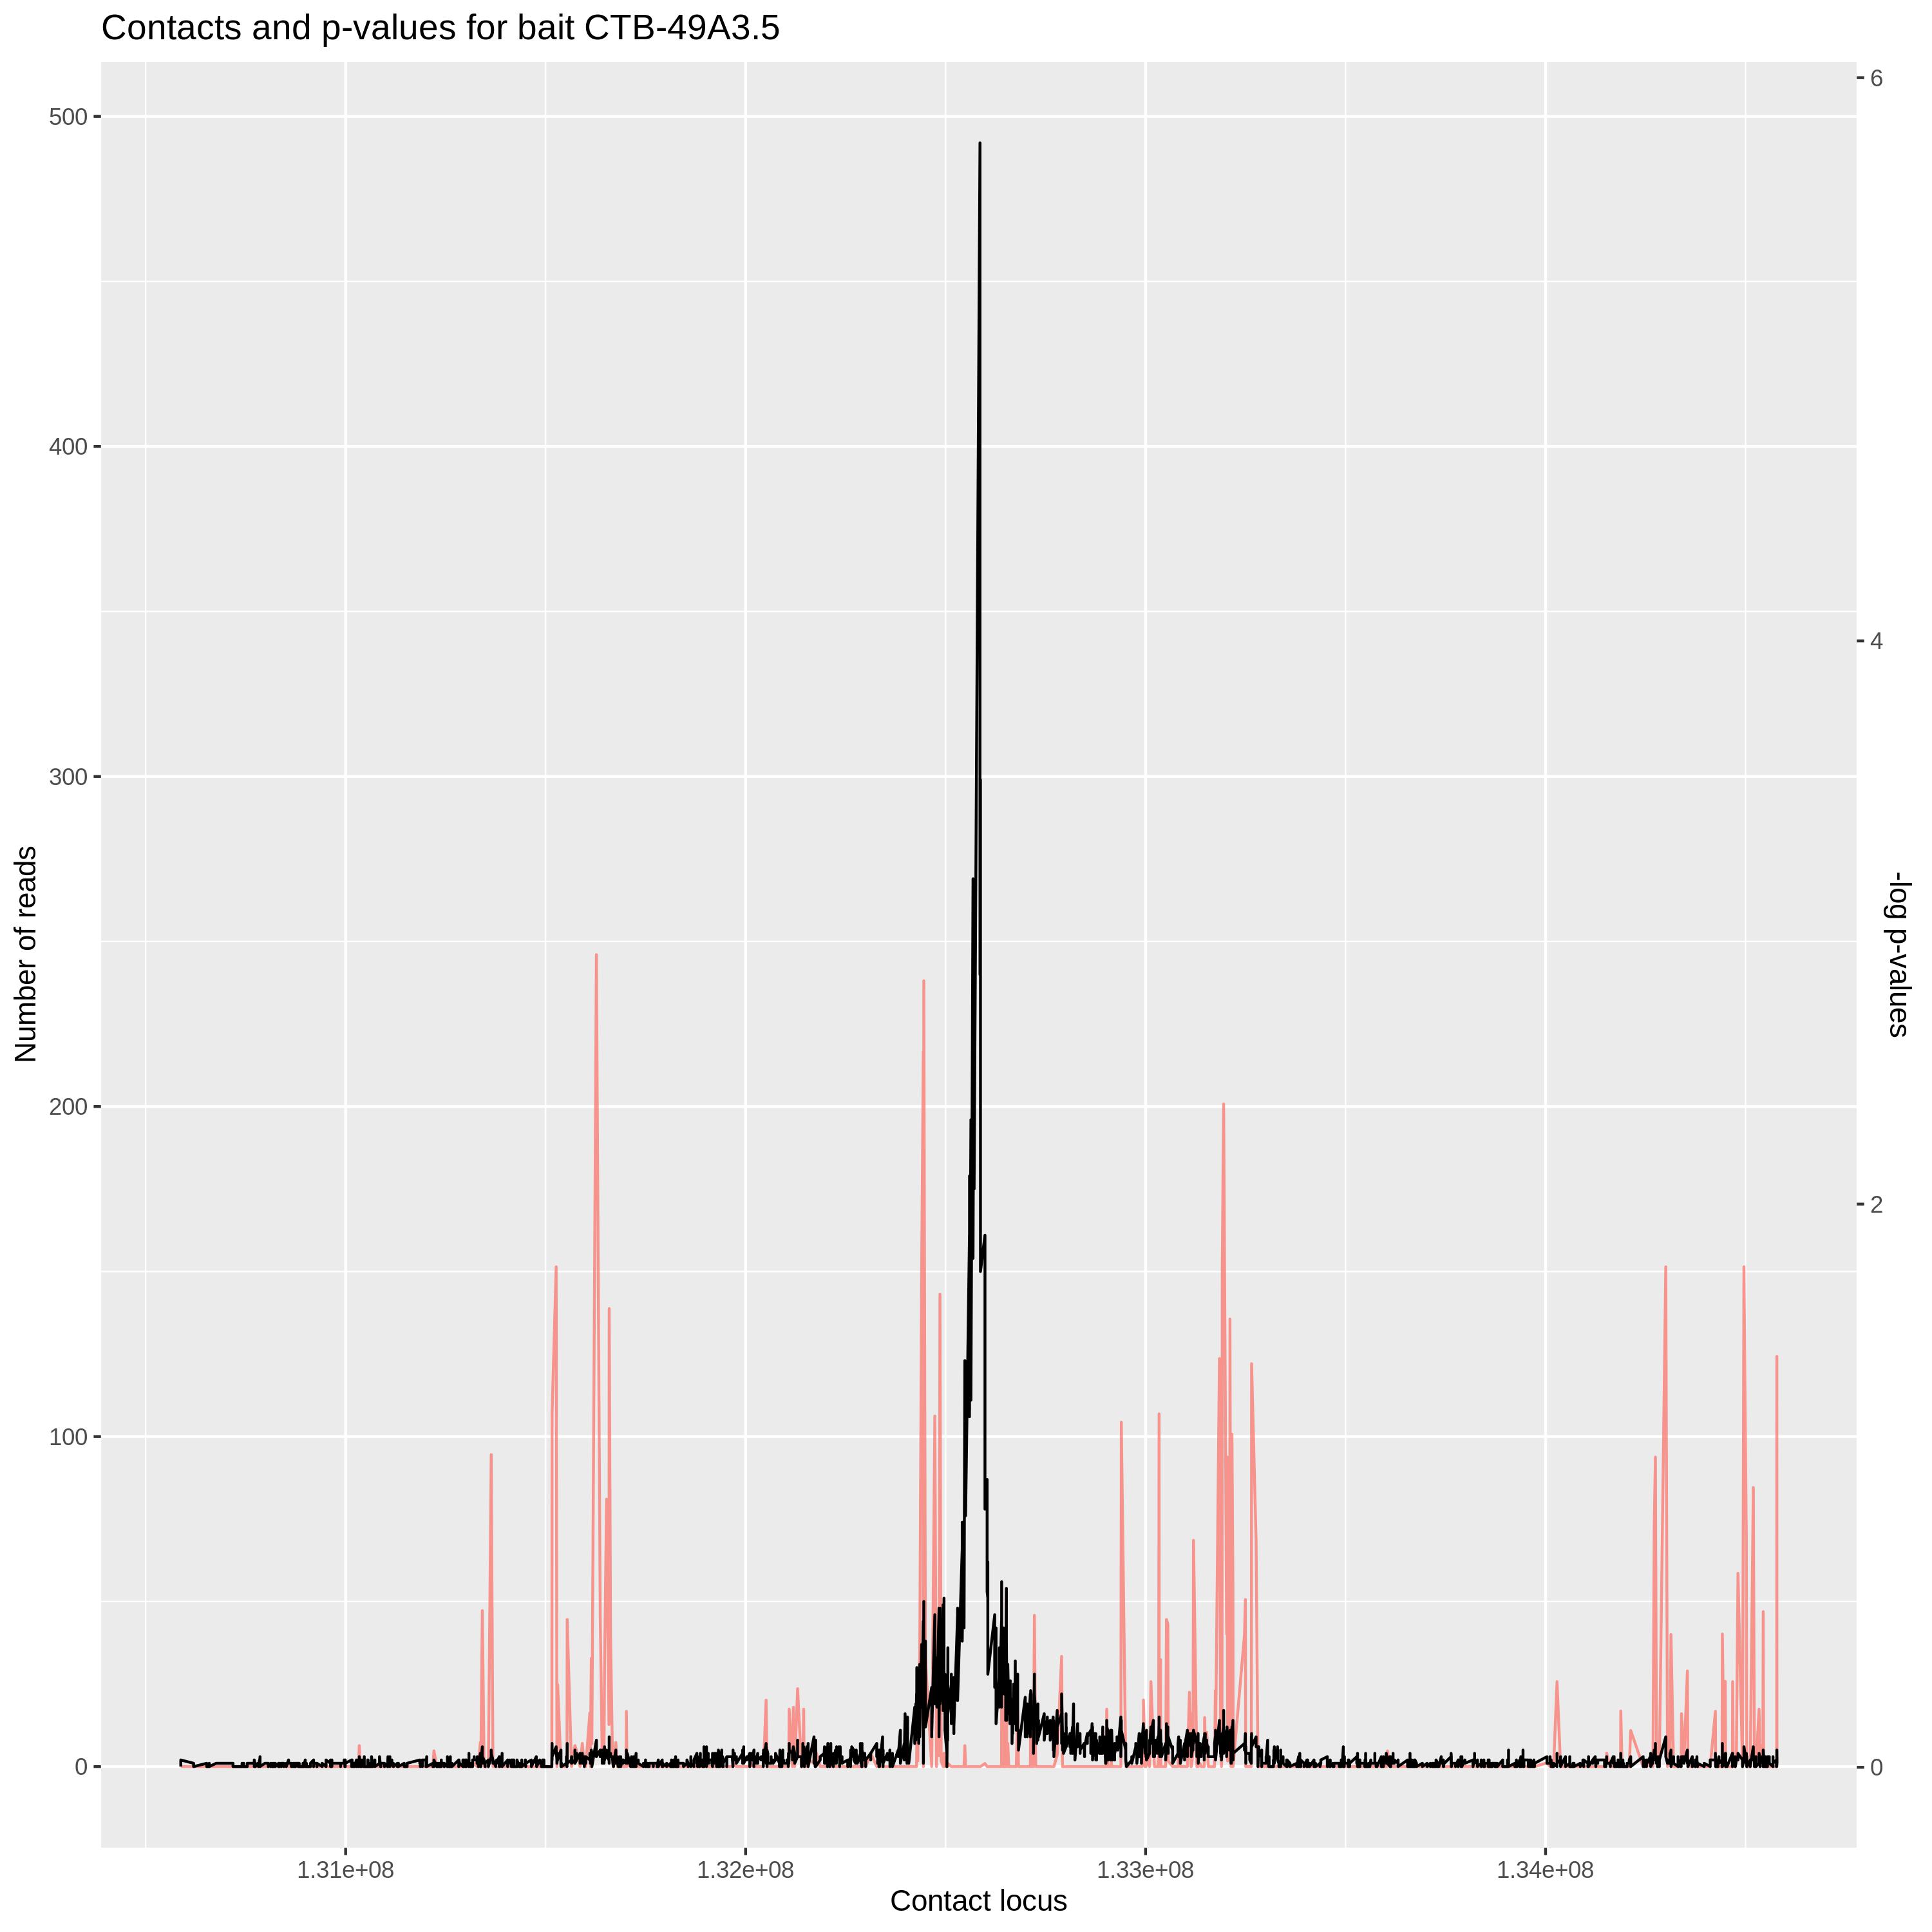 Contacts and p-values for bait CTB-49A3.5
500
400
300
200
100
0
Number of reads
6
4
2
0
-log p-values
1.31e+08
1.32e+08
1.33e+08
1.34e+08
Contact locus